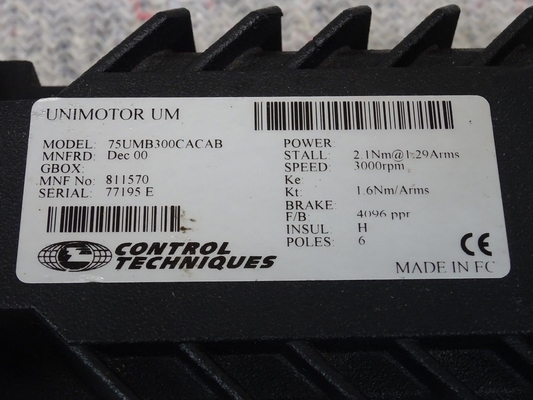 UNIMOTOR UM
MODEL: 75UMB300CACAB
MNFRD: Dec 00
GBOX:
MNF No: 811570
SERIAL: 77195 E
POWER
STALL: 2.1Nm@1.29Arms
SPEED: 3000rpm
Ke
Kt: 1.6Nm/Arms
BRAKE
F/B: 4096 ppr
INSUL: H
POLES: 6
CONTROL
TECHNIQUES
CE
MADE IN EC